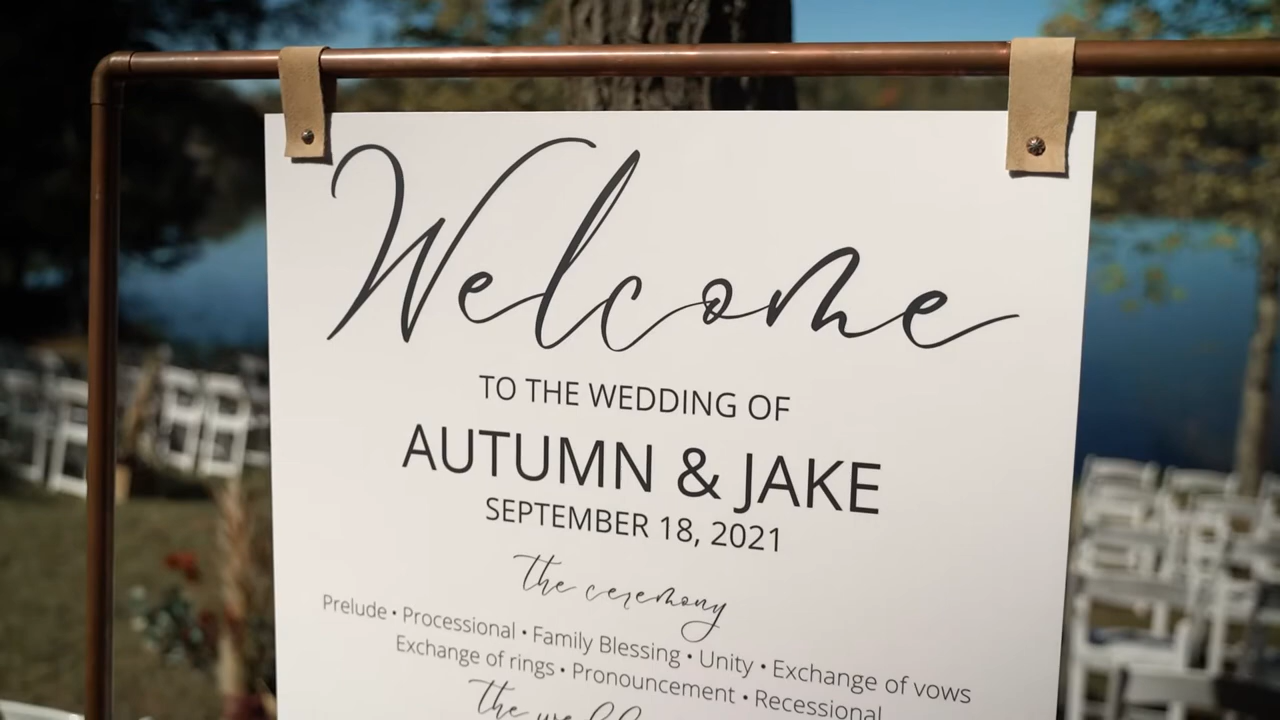 Welcome
TO THE WEDDING OF
AUTUMN & JAKE
SEPTEMBER 18, 2021
the ceremony
Prelude • Processional • Family Blessing • Unity • Exchange of vows
Exchange of rings • Pronouncement • Recessional
the